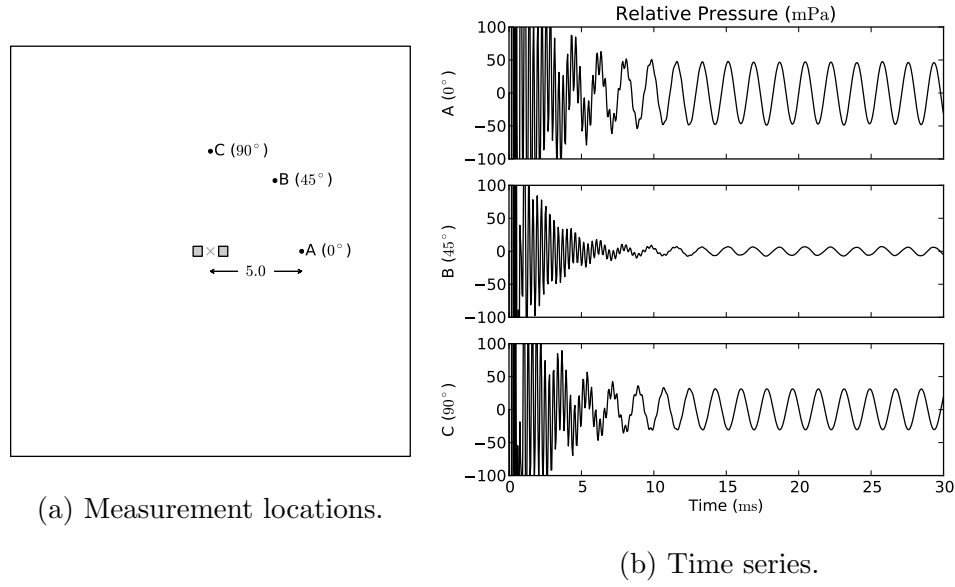 C (90°)
B (45°)
A (0°)
5.0
(a) Measurement locations.
Relative Pressure (mPa)
A (0°)
100
50
0
−50
−100
B (45°)
100
50
0
−50
−100
C (90°)
100
50
0
−50
−100
0 5 10 15 20 25 30
Time (ms)
(b) Time series.